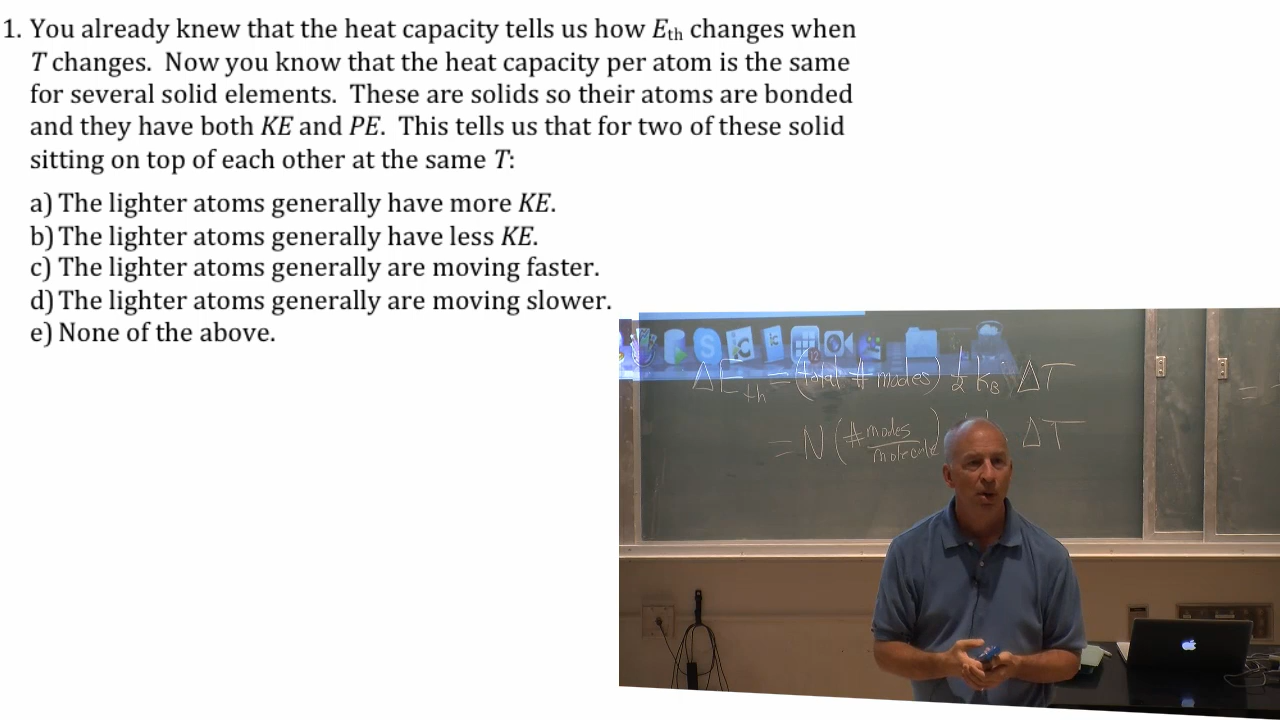 1. You already knew that the heat capacity tells us how Eth changes when
T changes. Now you know that the heat capacity per atom is the same
for several solid elements. These are solids so their atoms are bonded
and they have both KE and PE. This tells us that for two of these solid
sitting on top of each other at the same T:
a) The lighter atoms generally have more KE.
b) The lighter atoms generally have less KE.
c) The lighter atoms generally are moving faster.
d) The lighter atoms generally are moving slower.
e) None of the above.
ΔE th = (total # modes) 1/2 kB ΔT
= N (# modes/molecule) ΔT
=